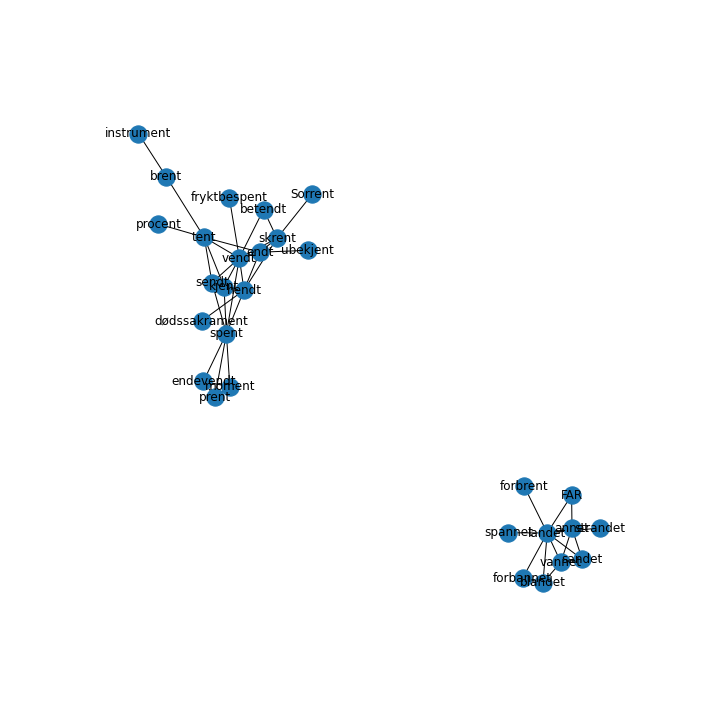 instrument
brent
fryktbespent
Sorrent
betendt
procent
tent
skrent
ubekjent
vendt
endt
sendt
kjent
hendt
dødssakrament
spent
endevendt
moment
prent
forbrent
FAR
spannet
landet
annet
strandet
vannet
sandet
forbannet
blandet